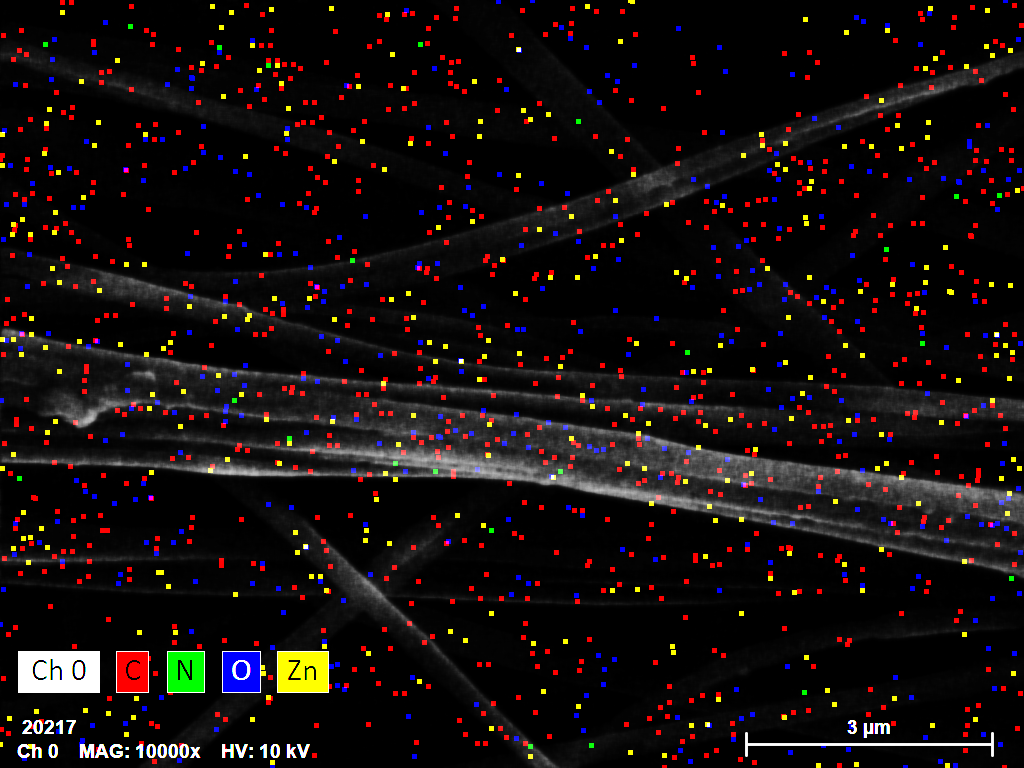 Ch 0 C N O Zn
20217
Ch 0 MAG: 10000x HV: 10 kV
3 µm